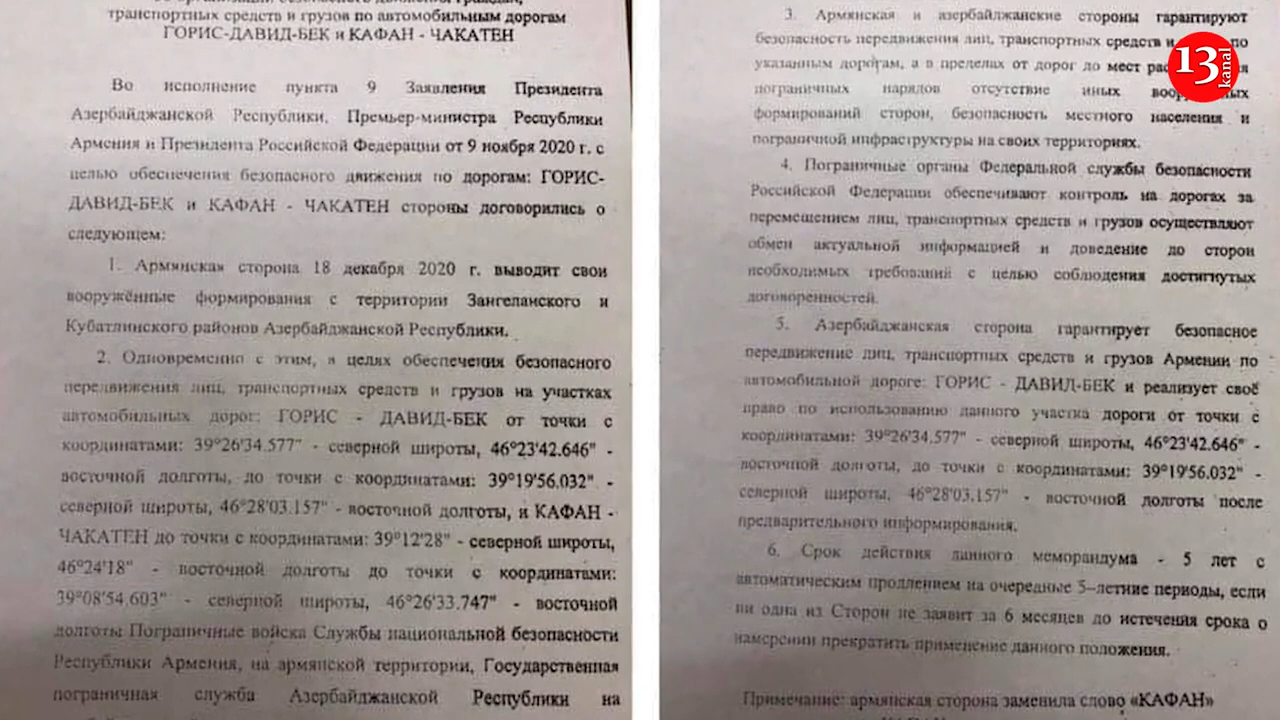 транспортных средств и грузов по автомобильным дорогам
ГОРИС-ДАВИД-БЕК и КАФАН - ЧАКАТЕН
Во исполнение пункта 9 Заявления Президента
Азербайджанской Республики, Премьер-министра Республики
Армения и Президента Российской Федерации от 9 ноября 2020 г. с
целью обеспечения безопасного движения по дорогам: ГОРИС-
ДАВИД-БЕК и КАФАН - ЧАКАТЕН стороны договорились о
следующем:
1. Армянская сторона 18 декабря 2020 г. выводит свои
вооружённые формирования с территории Зангеланского и
Кубатлинского районов Азербайджанской Республики.
2. Одновременно с этим, в целях обеспечения безопасного
передвижения лиц, транспортных средств и грузов на участках
автомобильных дорог: ГОРИС - ДАВИД-БЕК от точки с
координатами: 39°26'34.577" - северной широты, 46°23'42.646" -
восточной долготы, до точки с координатами: 39°19'56.032" -
северной широты, 46°28'03.157" - восточной долготы, и КАФАН -
ЧАКАТЕН до точки с координатами: 39°12'28" - северной широты,
46°24'18" - восточной долготы до точки с координатами:
39°08'54.603" - северной широты, 46°26'33.747" - восточной
долготы Пограничные войска Службы национальной безопасности
Республики Армения, на армянской территории, Государственная
пограничная служба Азербайджанской Республики на
3. Армянская и азербайджанские стороны гарантируют
безопасность передвижения лиц, транспортных средств и по
указанным дорогам, а в пределах от дорог до мест
пограничных нарядов отсутствие иных
формирований сторон, безопасность местного населения и
пограничной инфраструктуры на своих территориях.
4. Пограничные органы Федеральной службы безопасности
Российской Федерации обеспечивают контроль на дорогах за
перемещением лиц, транспортных средств и грузов осуществляют
обмен актуальной информацией и доведение до сторон
необходимых требований с целью соблюдения достигнутых
договоренностей.
5. Азербайджанская сторона гарантирует безопасное
передвижение лиц, транспортных средств и грузов Армении по
автомобильной дороге: ГОРИС - ДАВИД-БЕК и реализует своё
право по использованию данного участка дороги от точки с
координатами: 39°26'34.577" - северной широты, 46°23'42.646" -
восточной долготы, до точки с координатами: 39°19'56.032" -
северной широты, 46°28'03.157" - восточной долготы после
предварительного информирования.
6. Срок действия данного меморандума - 5 лет с
автоматическим продлением на очередные 5–летние периоды, если
ни одна из Сторон не заявит за 6 месяцев до истечения срока о
намерении прекратить применение данного положения.
Примечание: армянская сторона заменила слово «КАФАН»
13 kanal